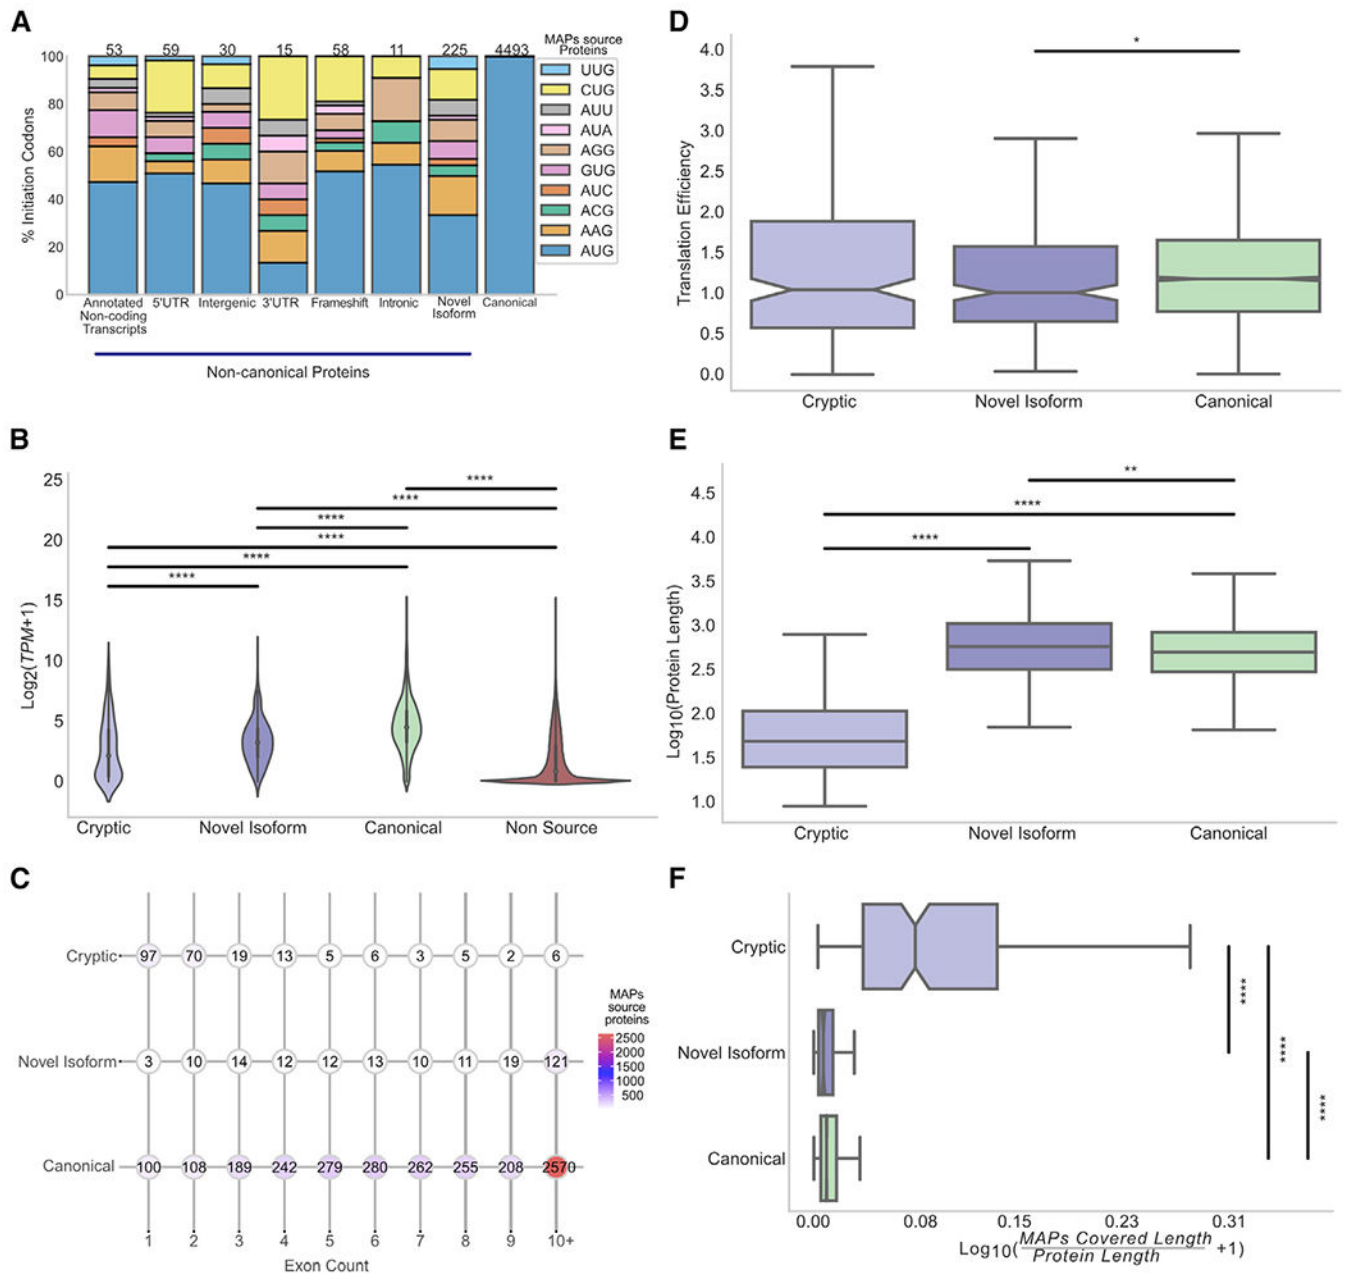 A
53 59 30 15 58 11 225 4493
MAPs source
Proteins
UUG
CUG
AUU
AUA
AGG
GUG
AUC
ACG
AAG
AUG
100
80
60
40
20
0
% Initiation Codons
Annotated
Non-coding
Transcripts
5'UTR
Intergenic
3'UTR
Frameshift
Intronic
Novel
Isoform
Canonical
Non-canonical Proteins
D
4.0
3.5
3.0
2.5
2.0
1.5
1.0
0.5
0.0
Translation Efficiency
*
Cryptic Novel Isoform Canonical
B
25
20
15
10
5
0
Log2(TPM+1)
****
****
****
****
****
****
Cryptic Novel Isoform Canonical Non Source
E
4.5
4.0
3.5
3.0
2.5
2.0
1.5
1.0
Log10(Protein Length)
**
****
****
Cryptic Novel Isoform Canonical
C
Cryptic 97 70 19 13 5 6 3 5 2 6
Novel Isoform 3 10 14 12 12 13 10 11 19 121
Canonical 100 108 189 242 279 280 262 255 208 2570
1 2 3 4 5 6 7 8 9 10+
Exon Count
MAPs
source
proteins
2500
2000
1500
1000
500
F
Cryptic
Novel Isoform
Canonical
****
****
****
0.00 0.08 0.15 0.23 0.31
Log10(MAPs Covered Length
Protein Length +1)